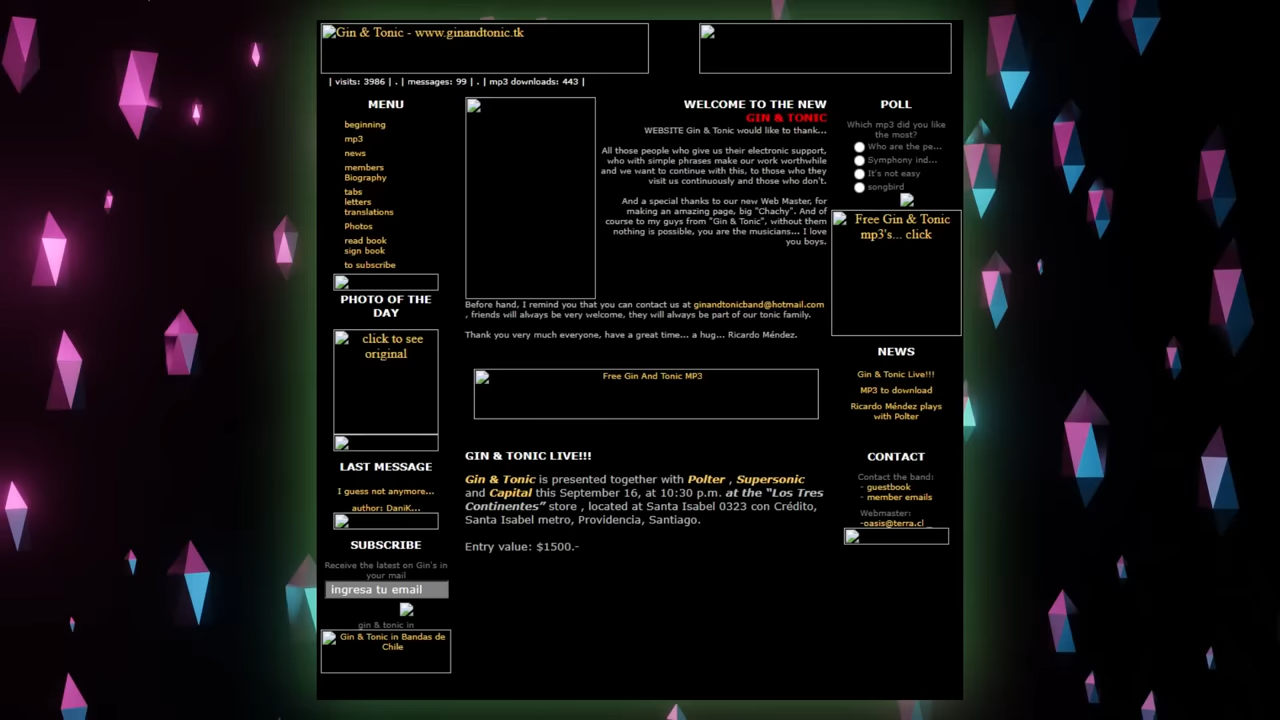 Gin & Tonic - www.ginandtonic.tk
| visits: 3986 | . | messages: 99 | . | mp3 downloads: 443 |
MENU
beginning
mp3
news
members
Biography
tabs
letters
translations
Photos
read book
sign book
to subscribe
PHOTO OF THE
DAY
click to see
original
LAST MESSAGE
I guess not anymore...
author: DaniK...
SUBSCRIBE
Receive the latest on Gin's in
your mail
ingresa tu email
gin & tonic in
Gin & Tonic in Bandas de
Chile
WELCOME TO THE NEW
GIN & TONIC
WEBSITE Gin & Tonic would like to thank...
All those people who give us their electronic support,
who with simple phrases make our work worthwhile
and we want to continue with this, to those who they
visit us continuously and those who don't.
And a special thanks to our new Web Master, for
making an amazing page, big "Chachy". And of
course to my guys from "Gin & Tonic", without them
nothing is possible, you are the musicians... I love
you boys.
Before hand, I remind you that you can contact us at ginandtonicband@hotmail.com
, friends will always be very welcome, they will always be part of our tonic family.
Thank you very much everyone, have a great time... a hug... Ricardo Méndez.
Free Gin And Tonic MP3
GIN & TONIC LIVE!!!
Gin & Tonic is presented together with Polter , Supersonic
and Capital this September 16, at 10:30 p.m. at the “Los Tres
Continentes” store , located at Santa Isabel 0323 con Crédito,
Santa Isabel metro, Providencia, Santiago.
Entry value: $1500.-
POLL
Which mp3 did you like
the most?
Who are the pe...
Symphony ind...
It's not easy
songbird
Free Gin & Tonic
mp3's... click
NEWS
Gin & Tonic Live!!!
MP3 to download
Ricardo Méndez plays
with Polter
CONTACT
Contact the band:
- guestbook
- member emails
Webmaster:
-oasis@terra.cl